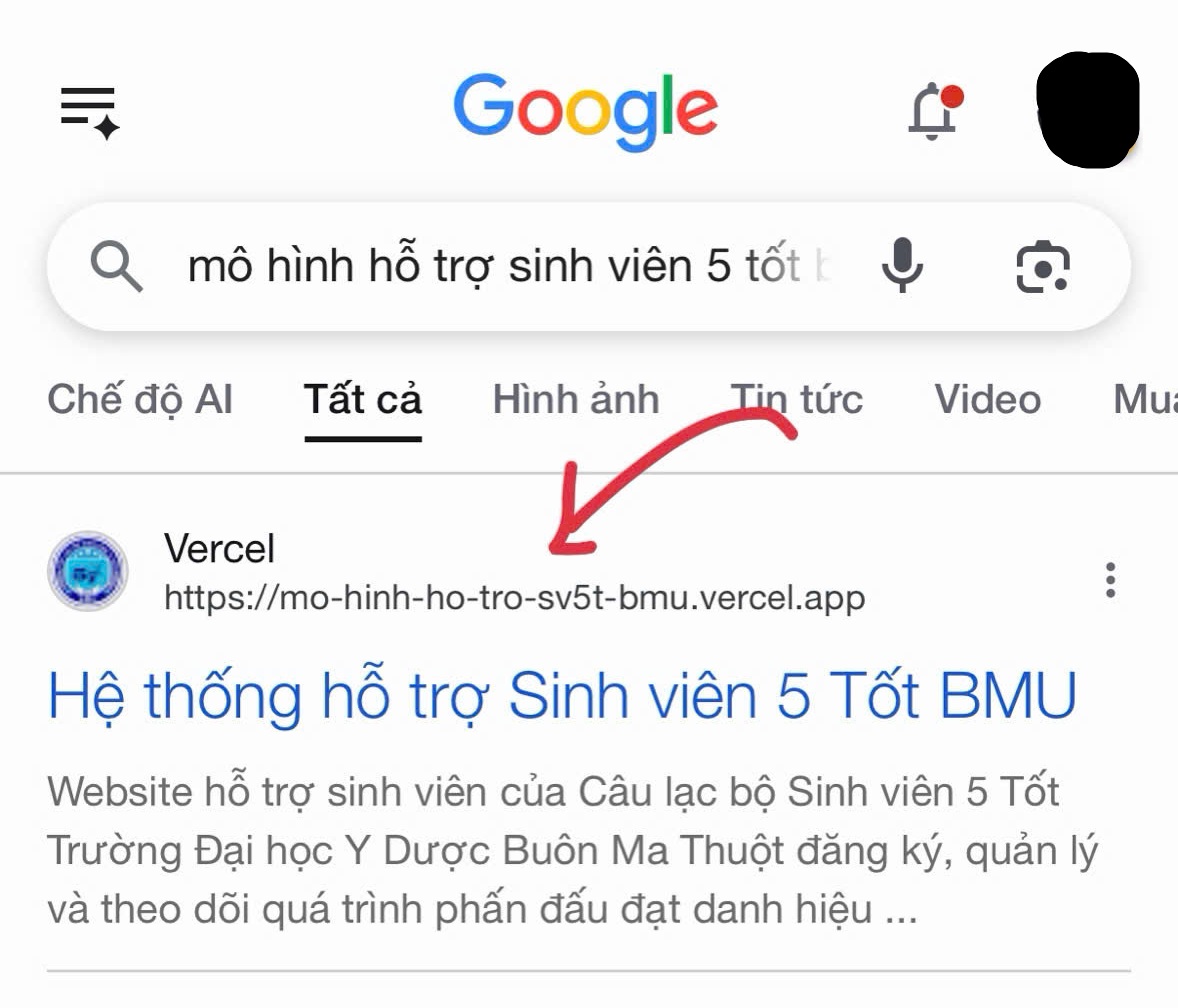 Google
mô hình hỗ trợ sinh viên 5 tốt
Chế độ AI Tất cả Hình ảnh Tin tức Video Mua
Vercel
https://mo-hinh-ho-tro-sv5t-bmu.vercel.app
Hệ thống hỗ trợ Sinh viên 5 Tốt BMU
Website hỗ trợ sinh viên của Câu lạc bộ Sinh viên 5 Tốt
Trường Đại học Y Dược Buôn Ma Thuột đăng ký, quản lý
và theo dõi quá trình phấn đấu đạt danh hiệu ...